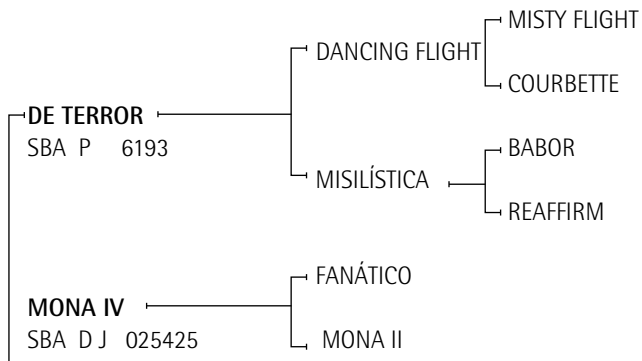 MISTY FLIGHT
DANCING FLIGHT
COURBETTE
DE TERROR
SBA P 6193
BABOR
MISILÍSTICA
REAFFIRM
FANÁTICO
MONA IV
SBA D J 025425
MONA II